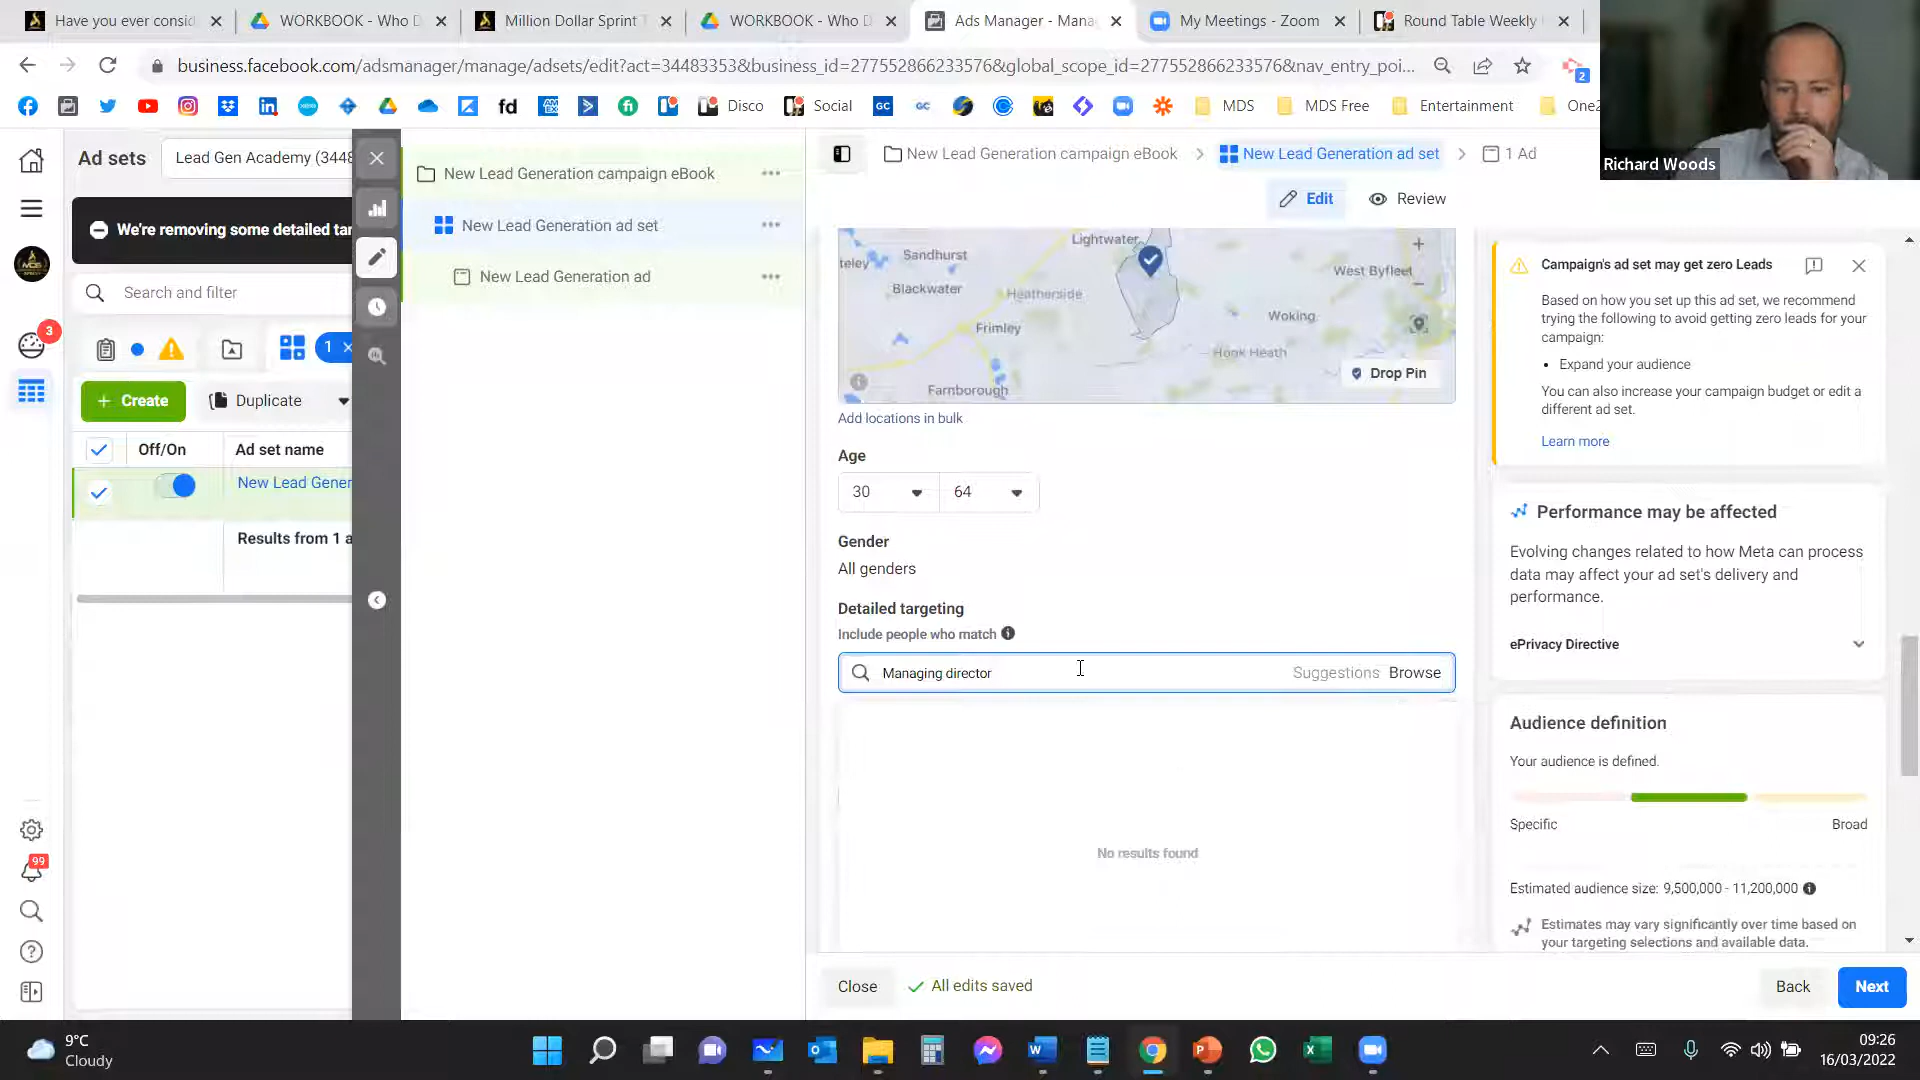 Have you ever consid
WORKBOOK - Who D
Million Dollar Sprint T
WORKBOOK - Who D
Ads Manager - Mana
My Meetings - Zoom
Round Table Weekly
business.facebook.com/adsmanager/manage/adsets/edit?act=34483353&business_id=277552866233576&global_scope_id=277552866233576&nav_entry_poi...
2
fd
Disco
Social
GC
GC
MDS
MDS Free
Entertainment
One2
Richard Woods
Ad sets
Lead Gen Academy (3448
We're removing some detailed tar
Search and filter
3
1
Create
Duplicate
Off/On
Ad set name
New Lead Gener
Results from 1 a
99
New Lead Generation campaign eBook
New Lead Generation ad set
New Lead Generation ad
New Lead Generation campaign eBook
New Lead Generation ad set
1 Ad
Edit
Review
Lightwater
Sandhurst
teley
West Byfleet
Blackwater
Heatherside
Woking
Frimley
Honk Heath
Farnborough
Drop Pin
Add locations in bulk
Age
30
64
Gender
All genders
Detailed targeting
Include people who match
Managing director
Suggestions
Browse
No results found
Campaign's ad set may get zero Leads
Based on how you set up this ad set, we recommend
trying the following to avoid getting zero leads for your
campaign:
• Expand your audience
You can also increase your campaign budget or edit a
different ad set.
Learn more
Performance may be affected
Evolving changes related to how Meta can process
data may affect your ad set's delivery and
performance.
ePrivacy Directive
Audience definition
Your audience is defined.
Specific
Broad
Estimated audience size: 9,500,000 - 11,200,000
Estimates may vary significantly over time based on
your targeting selections and available data.
Close
All edits saved
Back
Next
9°C
Cloudy
09:26
16/03/2022